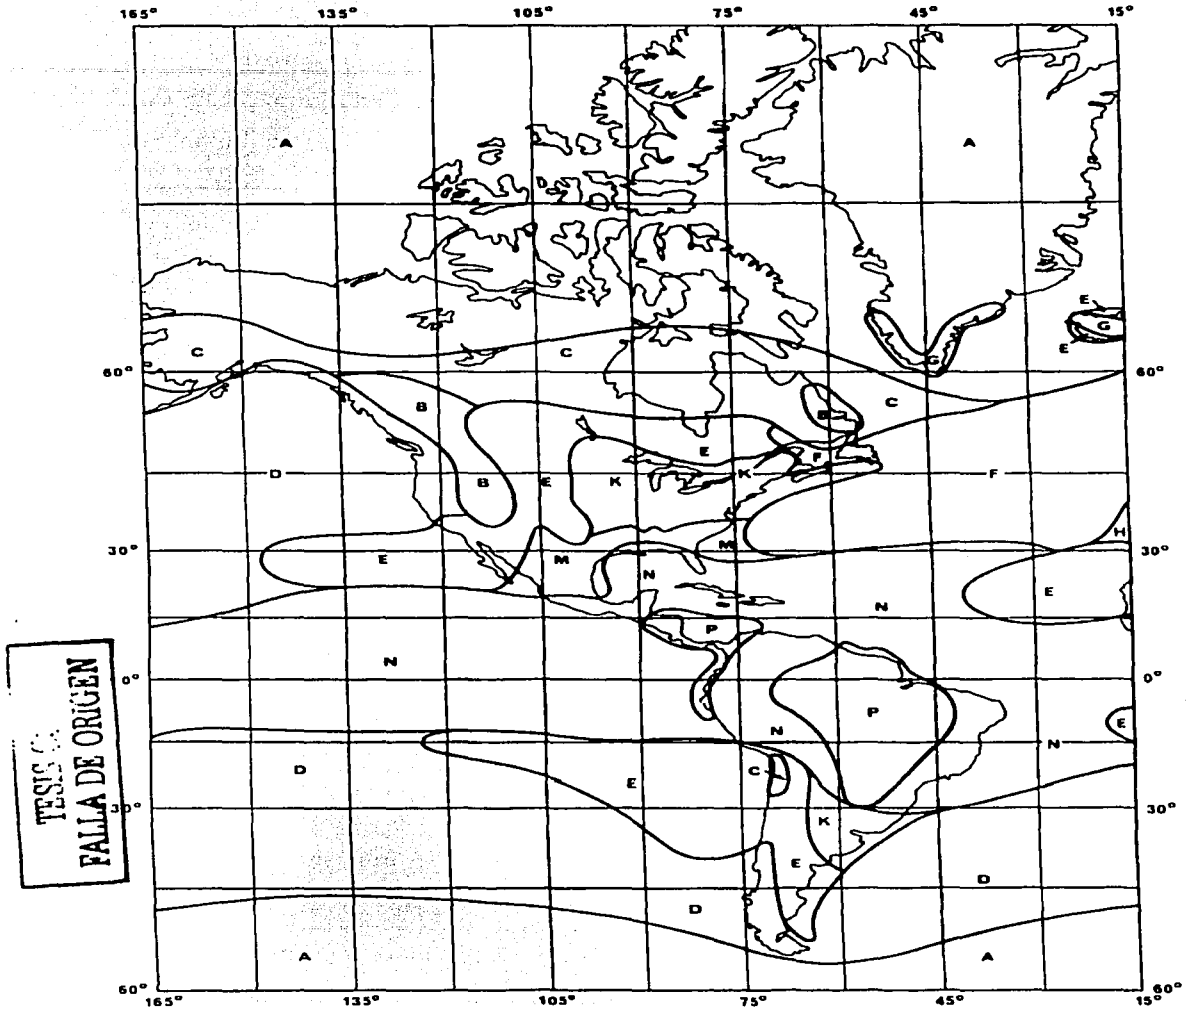 165° 135° 105° 75° 45° 15°
A A
E
G
E
C C
G
60° 60°
B B C
E F
D B E K K F
H
30° M 30°
E M N E
N
P
N
0° 0°
P E
N N
D C
E
30° K 30°
E
D
D
A A
60° 60°
165° 135° 105° 75° 45° 15°
FALLA DE ORIGEN